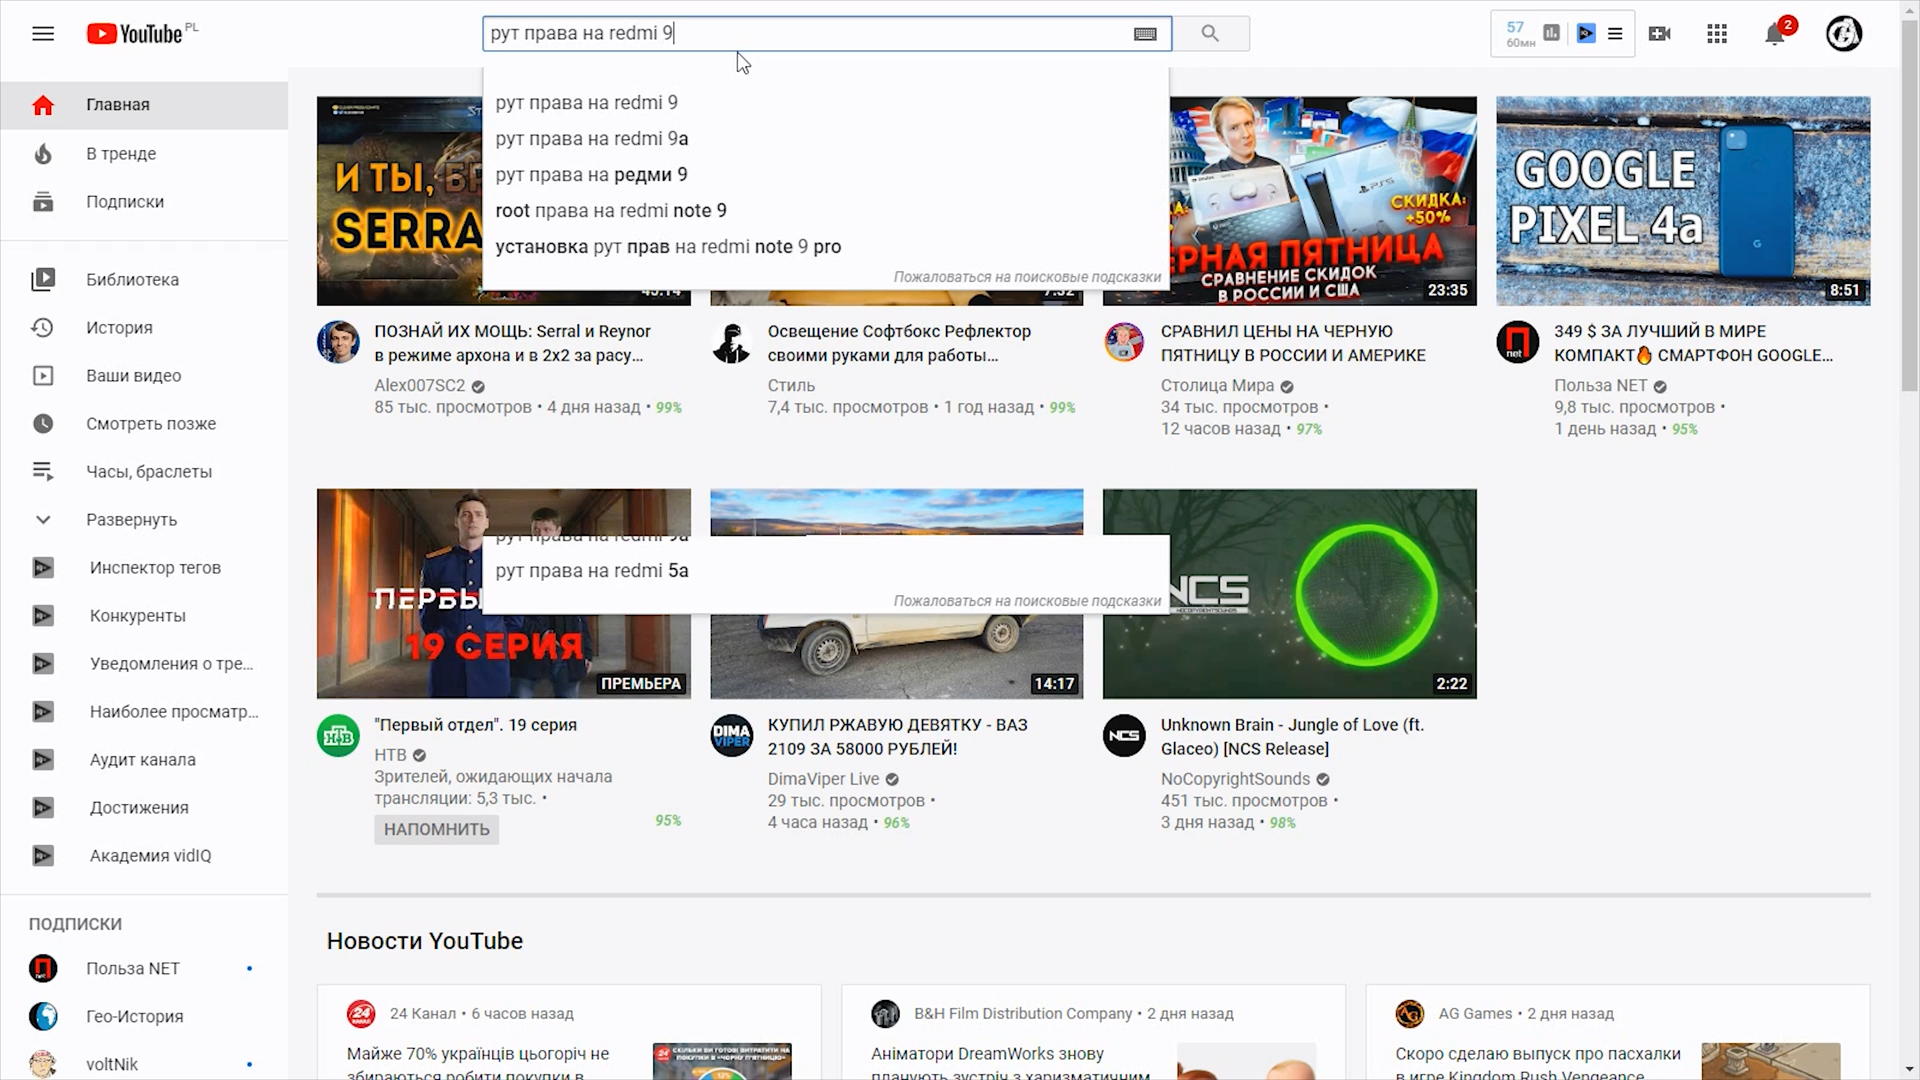 YouTube PL
рут права на redmi 9
57
60мн
2
рут права на redmi 9
рут права на redmi 9а
рут права на редми 9
root права на redmi note 9
установка рут прав на redmi note 9 pro
Пожаловаться на поисковые подсказки
Главная
В тренде
Подписки
Библиотека
История
Ваши видео
Смотреть позже
Часы, браслеты
Развернуть
Инспектор тегов
Конкуренты
Уведомления о тре...
Наиболее просматр...
Аудит канала
Достижения
Академия vidIQ
ПОДПИСКИ
Польза NET
Гео-История
voltNik
И ТЫ,
SERRA
СКИДКА:
+50%
ПЯТНИЦА
СРАВНЕНИЕ СКИДОК
В РОССИИ И США
23:35
GOOGLE
PIXEL 4a
8:51
ПОЗНАЙ ИХ МОЩЬ: Serral и Reynor
в режиме архона и в 2х2 за расу...
Alex007SC2
85 тыс. просмотров • 4 дня назад • 99%
Освещение Софтбокс Рефлектор
своими руками для работы...
Стиль
7,4 тыс. просмотров • 1 год назад • 99%
СРАВНИЛ ЦЕНЫ НА ЧЕРНУЮ
ПЯТНИЦУ В РОССИИ И АМЕРИКЕ
Столица Мира
34 тыс. просмотров •
12 часов назад • 97%
349 $ ЗА ЛУЧШИЙ В МИРЕ
КОМПАКТ🔥 СМАРТФОН GOOGLE...
Польза NET
9,8 тыс. просмотров •
1 день назад • 95%
рут права на redmi 9а
рут права на redmi 5а
Пожаловаться на поисковые подсказки
ПЕРВЫ
19 СЕРИЯ
ПРЕМЬЕРА
14:17
NCS
2:22
"Первый отдел". 19 серия
НТВ
Зрителей, ожидающих начала
трансляции: 5,3 тыс. •
95%
НАПОМНИТЬ
КУПИЛ РЖАВУЮ ДЕВЯТКУ - ВАЗ
2109 ЗА 58000 РУБЛЕЙ!
DimaViper Live
29 тыс. просмотров •
4 часа назад • 96%
Unknown Brain - Jungle of Love (ft.
Glaceo) [NCS Release]
NoCopyrightSounds
451 тыс. просмотров •
3 дня назад • 98%
Новости YouTube
24 Канал • 6 часов назад
Майже 70% українців цьогоріч не
збираються робити покупки в
B&H Film Distribution Company • 2 дня назад
Аніматори DreamWorks знову
планують зустріч з харизматичним
AG Games • 2 дня назад
Скоро сделаю выпуск про пасхалки
в игре Kingdom Rush Vengeance